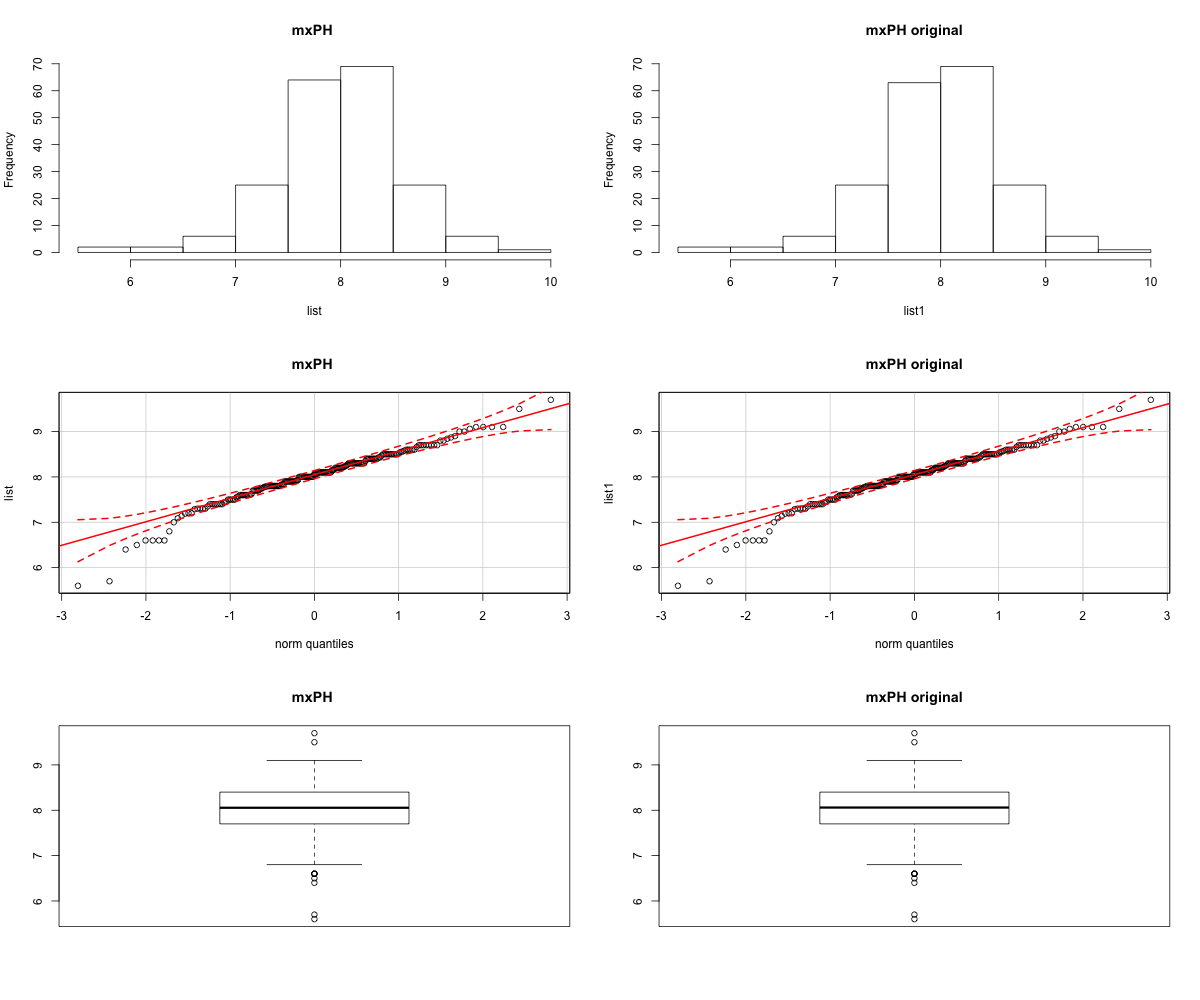 mxPH
Frequency
0 10 20 30 40 50 60 70
6 7 8 9 10
list
mxPH original
Frequency
0 10 20 30 40 50 60 70
6 7 8 9 10
list1
mxPH
list
6 7 8 9
-3 -2 -1 0 1 2 3
norm quantiles
mxPH original
list1
6 7 8 9
-3 -2 -1 0 1 2 3
norm quantiles
mxPH
6 7 8 9
mxPH original
6 7 8 9